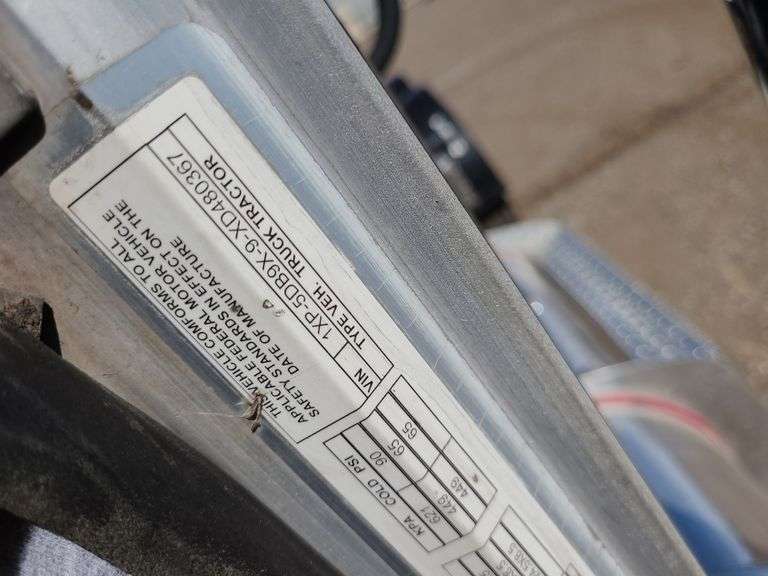 THIS VEHICLE CONFORMS TO ALL
APPLICABLE FEDERAL MOTOR VEHICLE
SAFETY STANDARDS IN EFFECT ON THE
DATE OF MANUFACTURE
VIN 1XP-5DB9X-9-XD480367
TYPE VEH. TRUCK TRACTOR
KPA COLD PSI
621 90
449 65
449 65